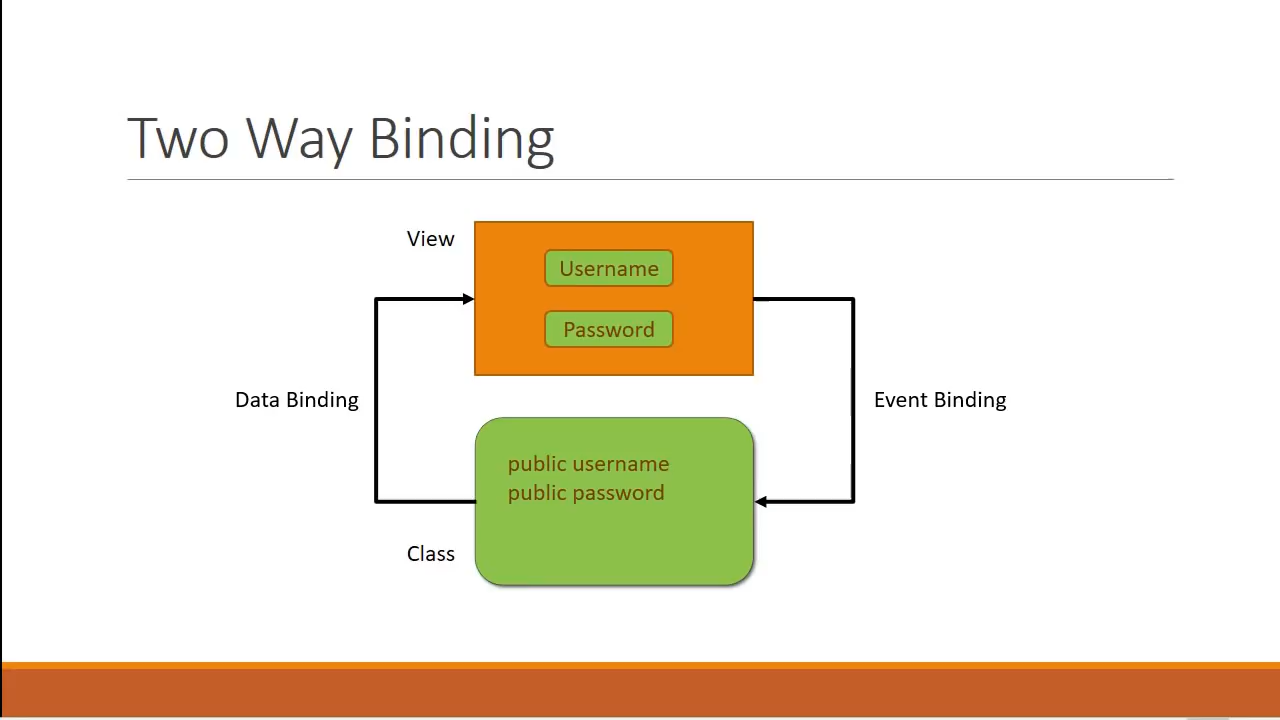 Two Way Binding
View
Username
Password
Data Binding
Event Binding
public username
public password
Class